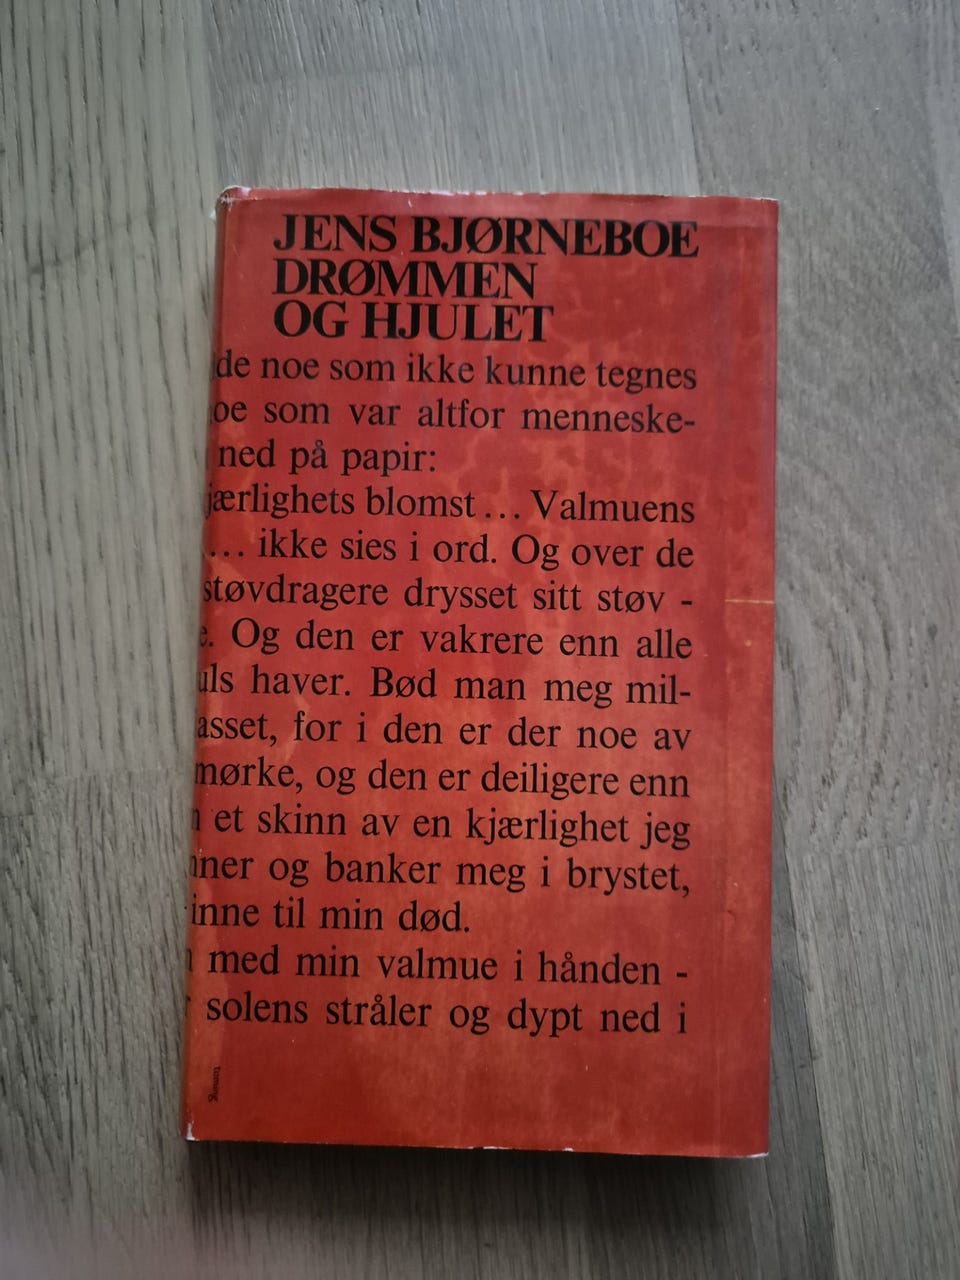 JENS BJØRNEBOE
DRØMMEN
OG HJULET
de noe som ikke kunne tegnes
oe som var altfor menneske-
ned på papir:
jærlighets blomst ... Valmuens
... ikke sies i ord. Og over de
støvdragere drysset sitt støv -
e. Og den er vakrere enn alle
uls haver. Bød man meg mil-
asset, for i den er der noe av
mørke, og den er deiligere enn
et skinn av en kjærlighet jeg
nner og banker meg i brystet,
inne til min død.
med min valmue i hånden -
solens stråler og dypt ned i